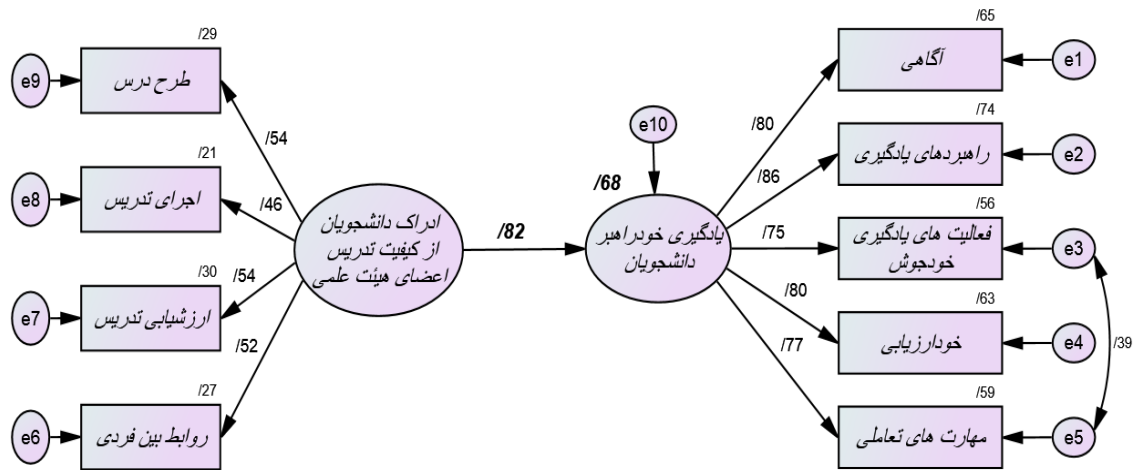 /65
آگاهی
e1
/29
طرح درس
e9
/80
/74
راهبردهای یادگیری
e2
e10
/54
/86
/21
اجرای تدریس
e8
/46
/68
/56
فعالیت های یادگیری
خودجوش
e3
/75
ادراک دانشجویان
از کیفیت تدریس
اعضای هیئت علمی
/82
یادگیری خودراهبر
دانشجویان
/30
ارزشیابی تدریس
e7
/54
/80
/63
خودارزیابی
e4
/39
/52
/77
/27
روابط بین فردی
e6
/59
مهارت های تعاملی
e5